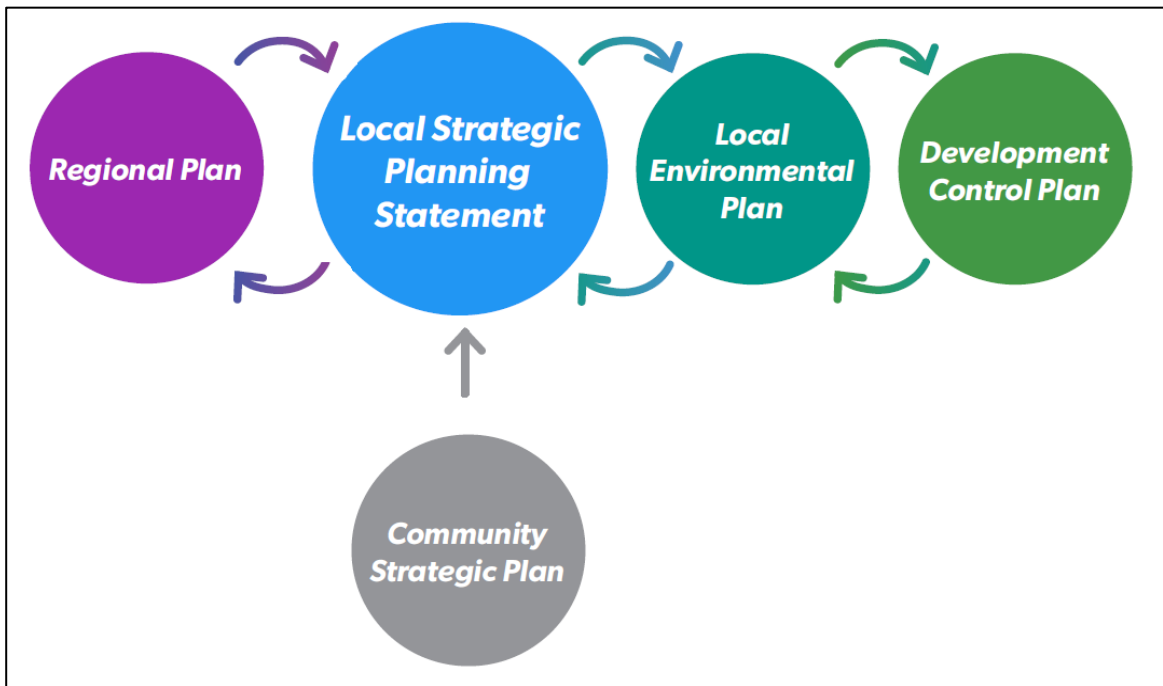 Regional Plan
Local Strategic
Planning
Statement
Local
Environmental
Plan
Development
Control Plan
Community
Strategic Plan